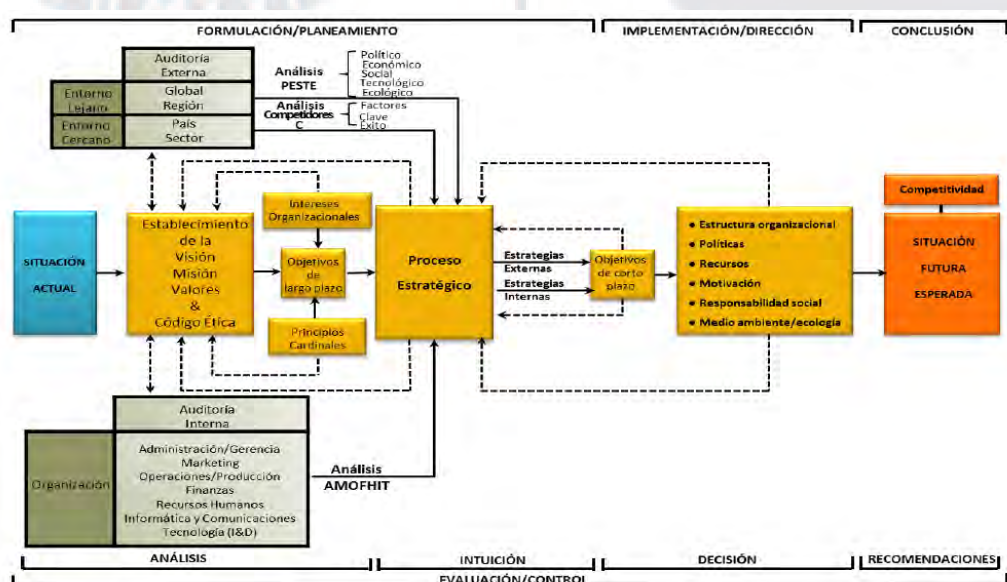 FORMULACIÓN/PLANEAMIENTO
IMPLEMENTACIÓN/DIRECCIÓN
CONCLUSIÓN
Auditoría
Externa
Entorno
Lejano
Global
Región
Entorno
Cercano
País
Sector
Análisis
PESTE
Político
Económico
Social
Tecnológico
Ecológico
Análisis
Competidores
C
Factores
Clave
Éxito
SITUACIÓN
ACTUAL
Establecimiento
de la
Visión
Misión
Valores
&
Código Ética
Intereses
Organizacionales
Objetivos
de
largo plazo
Principios
Cardinales
Proceso
Estratégico
Estrategias
Externas
Estrategias
Internas
Objetivos
de corto
plazo
• Estructura organizacional
• Políticas
• Recursos
• Motivación
• Responsabilidad social
• Medio ambiente/ecología
Competitividad
SITUACIÓN
FUTURA
ESPERADA
Auditoría
Interna
Organización
Administración/Gerencia
Marketing
Operaciones/Producción
Finanzas
Recursos Humanos
Informática y Comunicaciones
Tecnología (I&D)
Análisis
AMOFHIT
ANÁLISIS
INTUICIÓN
DECISIÓN
RECOMENDACIONES
EVALUACIÓN/CONTROL